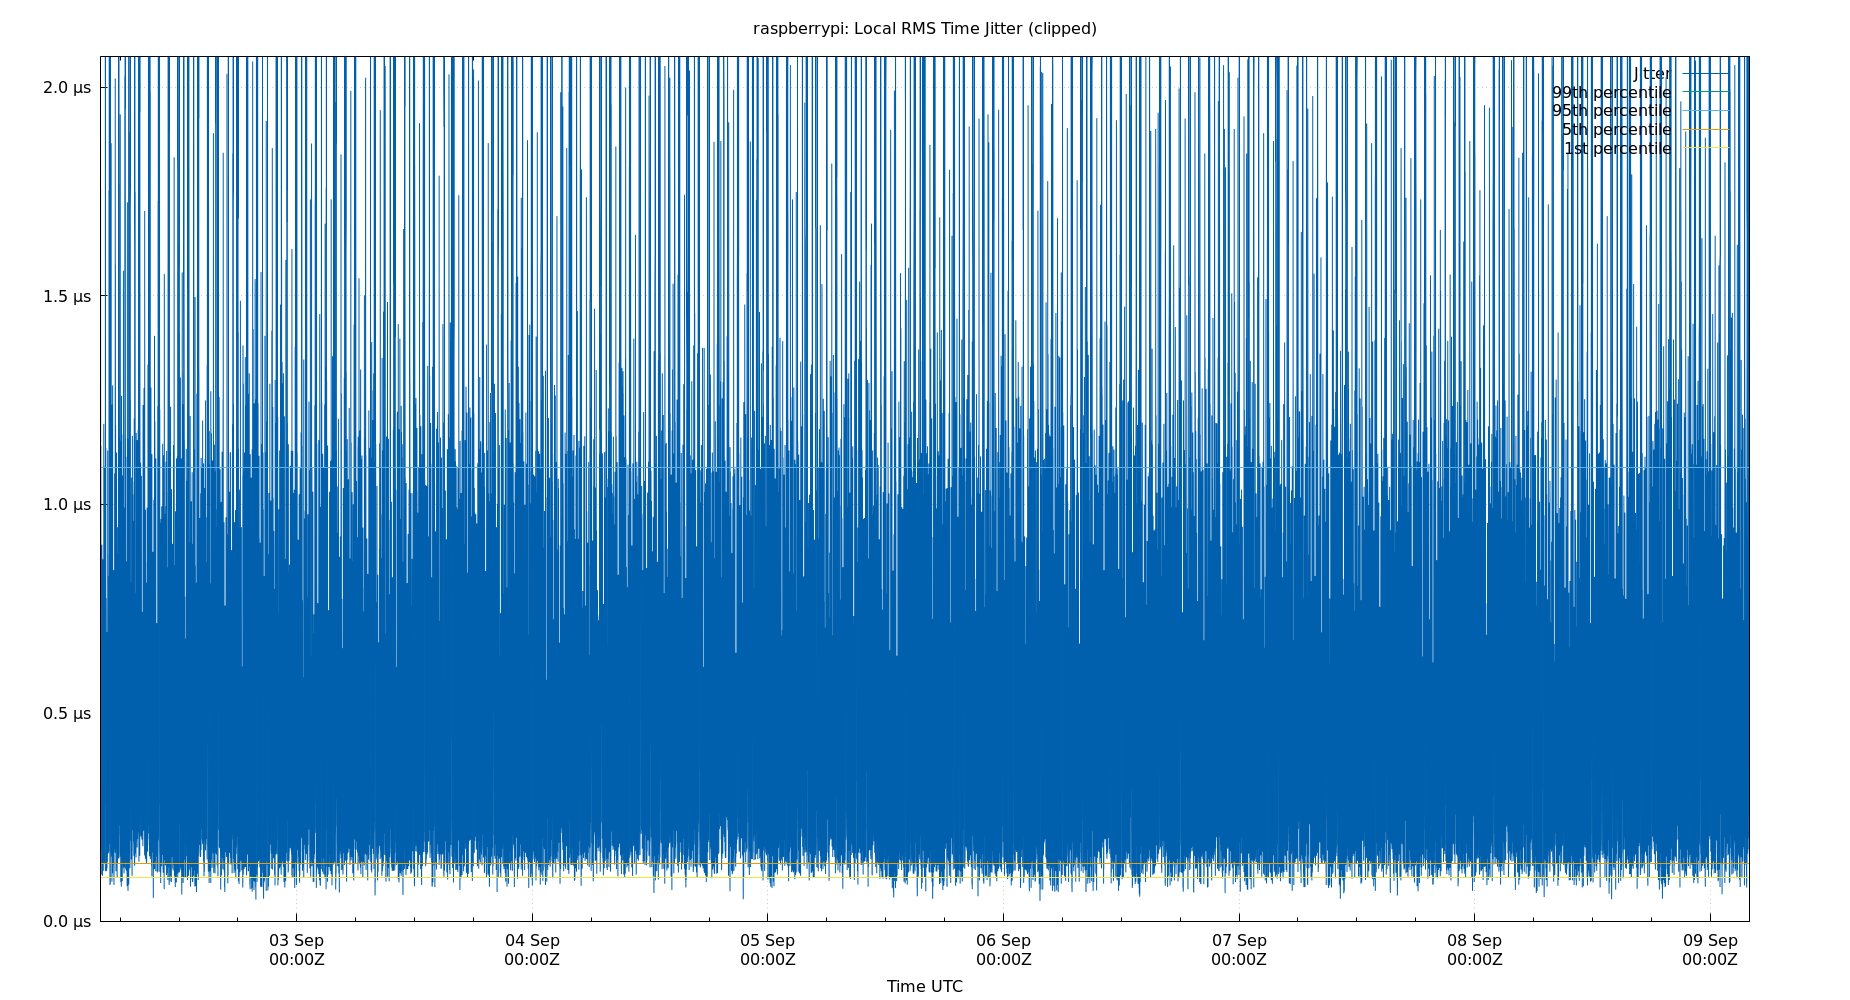 raspberrypi: Local RMS Time Jitter (clipped)
Jitter
99th percentile
95th percentile
5th percentile
1st percentile
2.0 µs
1.5 µs
1.0 µs
0.5 µs
0.0 µs
03 Sep 04 Sep 05 Sep 06 Sep 07 Sep 08 Sep 09 Sep
00:00Z 00:00Z 00:00Z 00:00Z 00:00Z 00:00Z 00:00Z
Time UTC